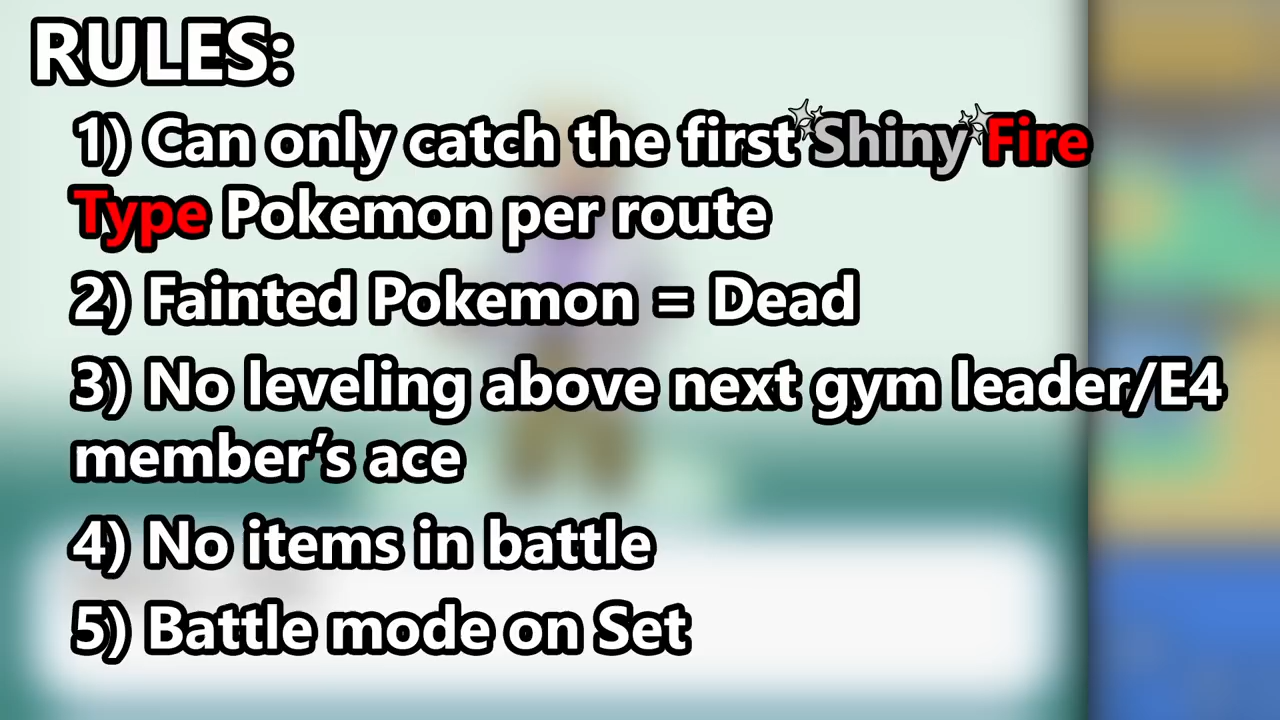 RULES:
1) Can only catch the first Shiny Fire
Type Pokemon per route
2) Fainted Pokemon = Dead
3) No leveling above next gym leader/E4
member’s ace
4) No items in battle
5) Battle mode on Set